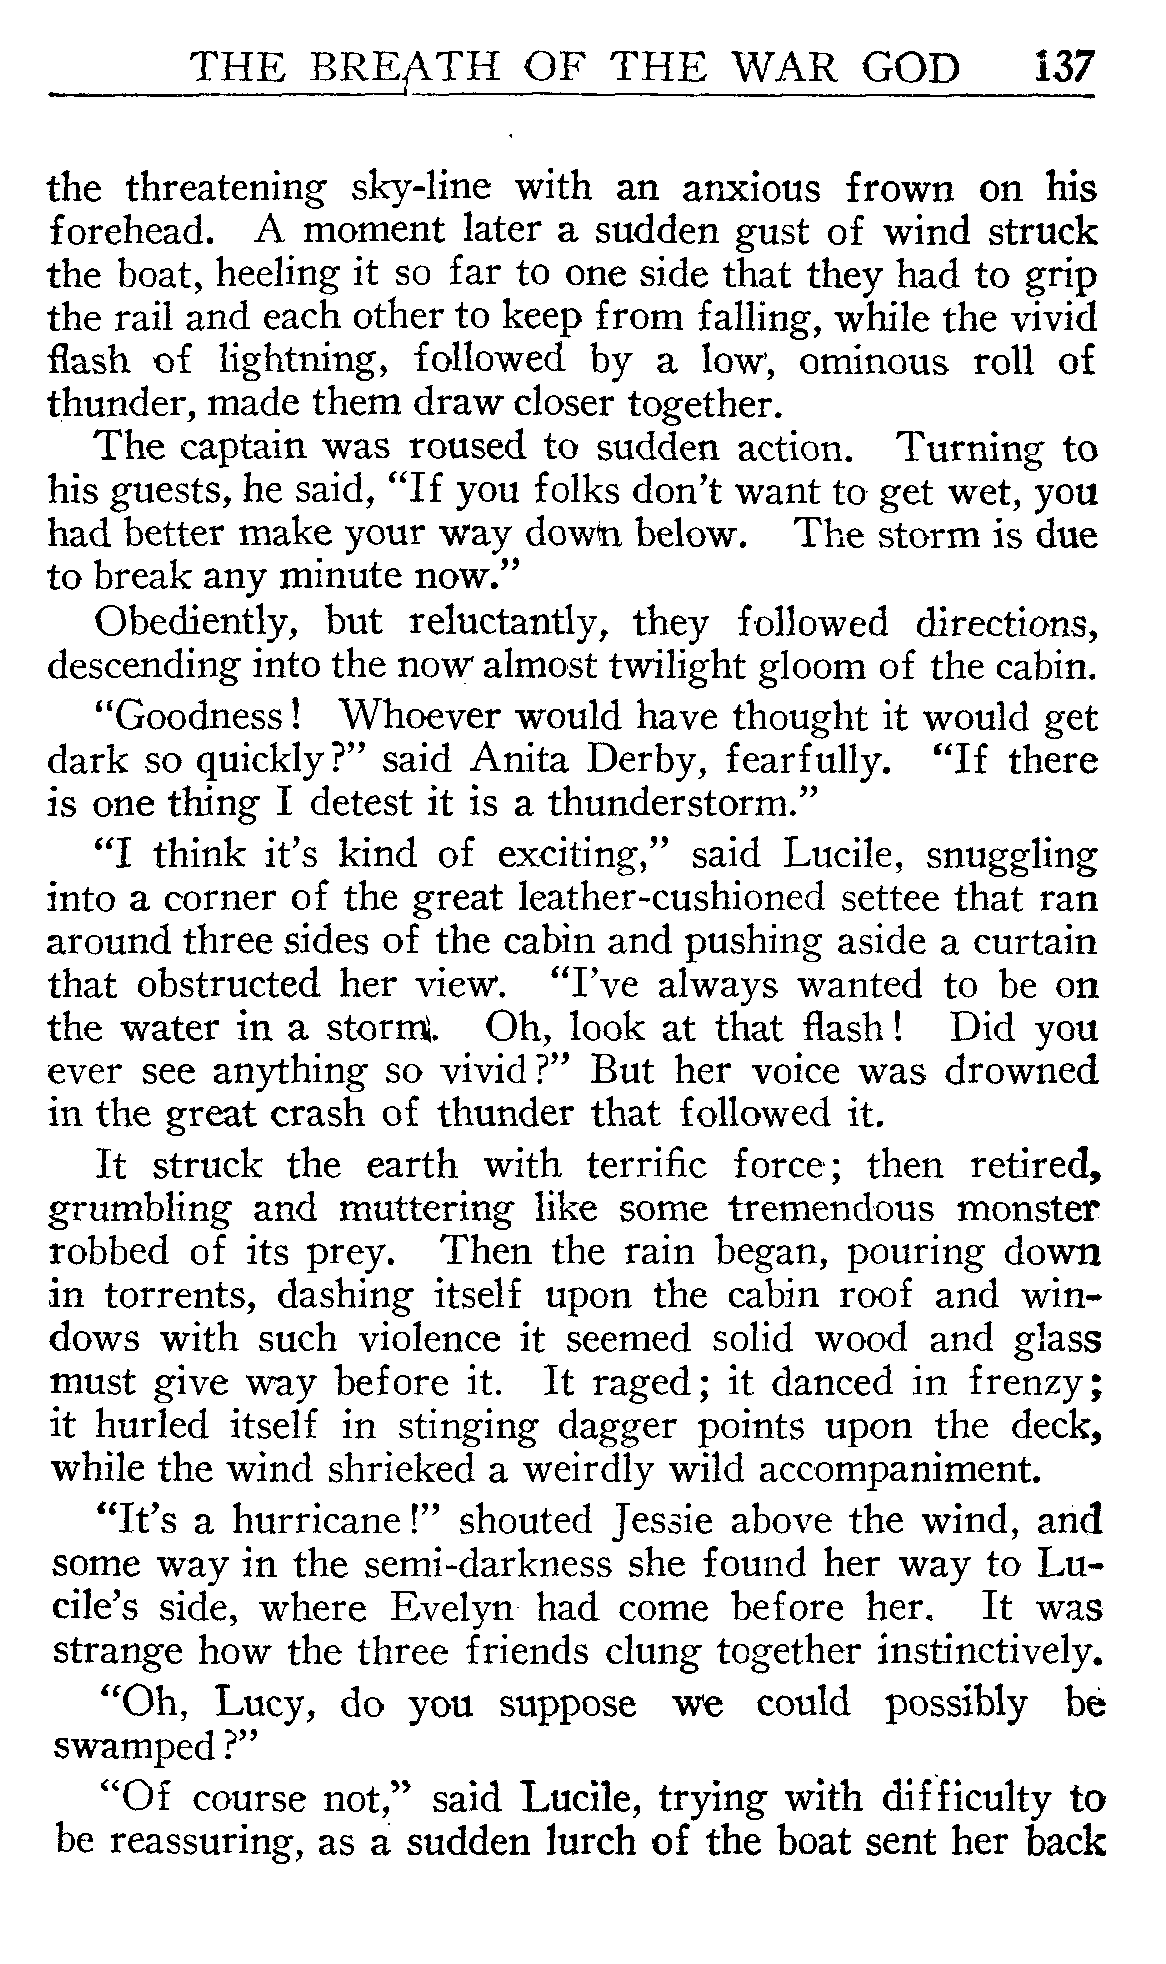 THE BREATH OF THE WAR GOD 137
the threatening sky-line with an anxious frown on his
forehead. A moment later a sudden gust of wind struck
the boat, heeling it so far to one side that they had to grip
the rail and each other to keep from falling, while the vivid
flash of lightning, followed by a low, ominous roll of
thunder, made them draw closer together.
The captain was roused to sudden action. Turning to
his guests, he said, “If you folks don’t want to get wet, you
had better make your way down below. The storm is due
to break any minute now.”
Obediently, but reluctantly, they followed directions,
descending into the now almost twilight gloom of the cabin.
“Goodness! Whoever would have thought it would get
dark so quickly?” said Anita Derby, fearfully. “If there
is one thing I detest it is a thunderstorm.”
“I think it’s kind of exciting,” said Lucile, snuggling
into a corner of the great leather-cushioned settee that ran
around three sides of the cabin and pushing aside a curtain
that obstructed her view. “I’ve always wanted to be on
the water in a storm. Oh, look at that flash! Did you
ever see anything so vivid?” But her voice was drowned
in the great crash of thunder that followed it.
It struck the earth with terrific force; then retired,
grumbling and muttering like some tremendous monster
robbed of its prey. Then the rain began, pouring down
in torrents, dashing itself upon the cabin roof and win-
dows with such violence it seemed solid wood and glass
must give way before it. It raged; it danced in frenzy;
it hurled itself in stinging dagger points upon the deck,
while the wind shrieked a weirdly wild accompaniment.
“It’s a hurricane!” shouted Jessie above the wind, and
some way in the semi-darkness she found her way to Lu-
cile’s side, where Evelyn had come before her. It was
strange how the three friends clung together instinctively.
“Oh, Lucy, do you suppose we could possibly be
swamped?”
“Of course not,” said Lucile, trying with difficulty to
be reassuring, as a sudden lurch of the boat sent her back